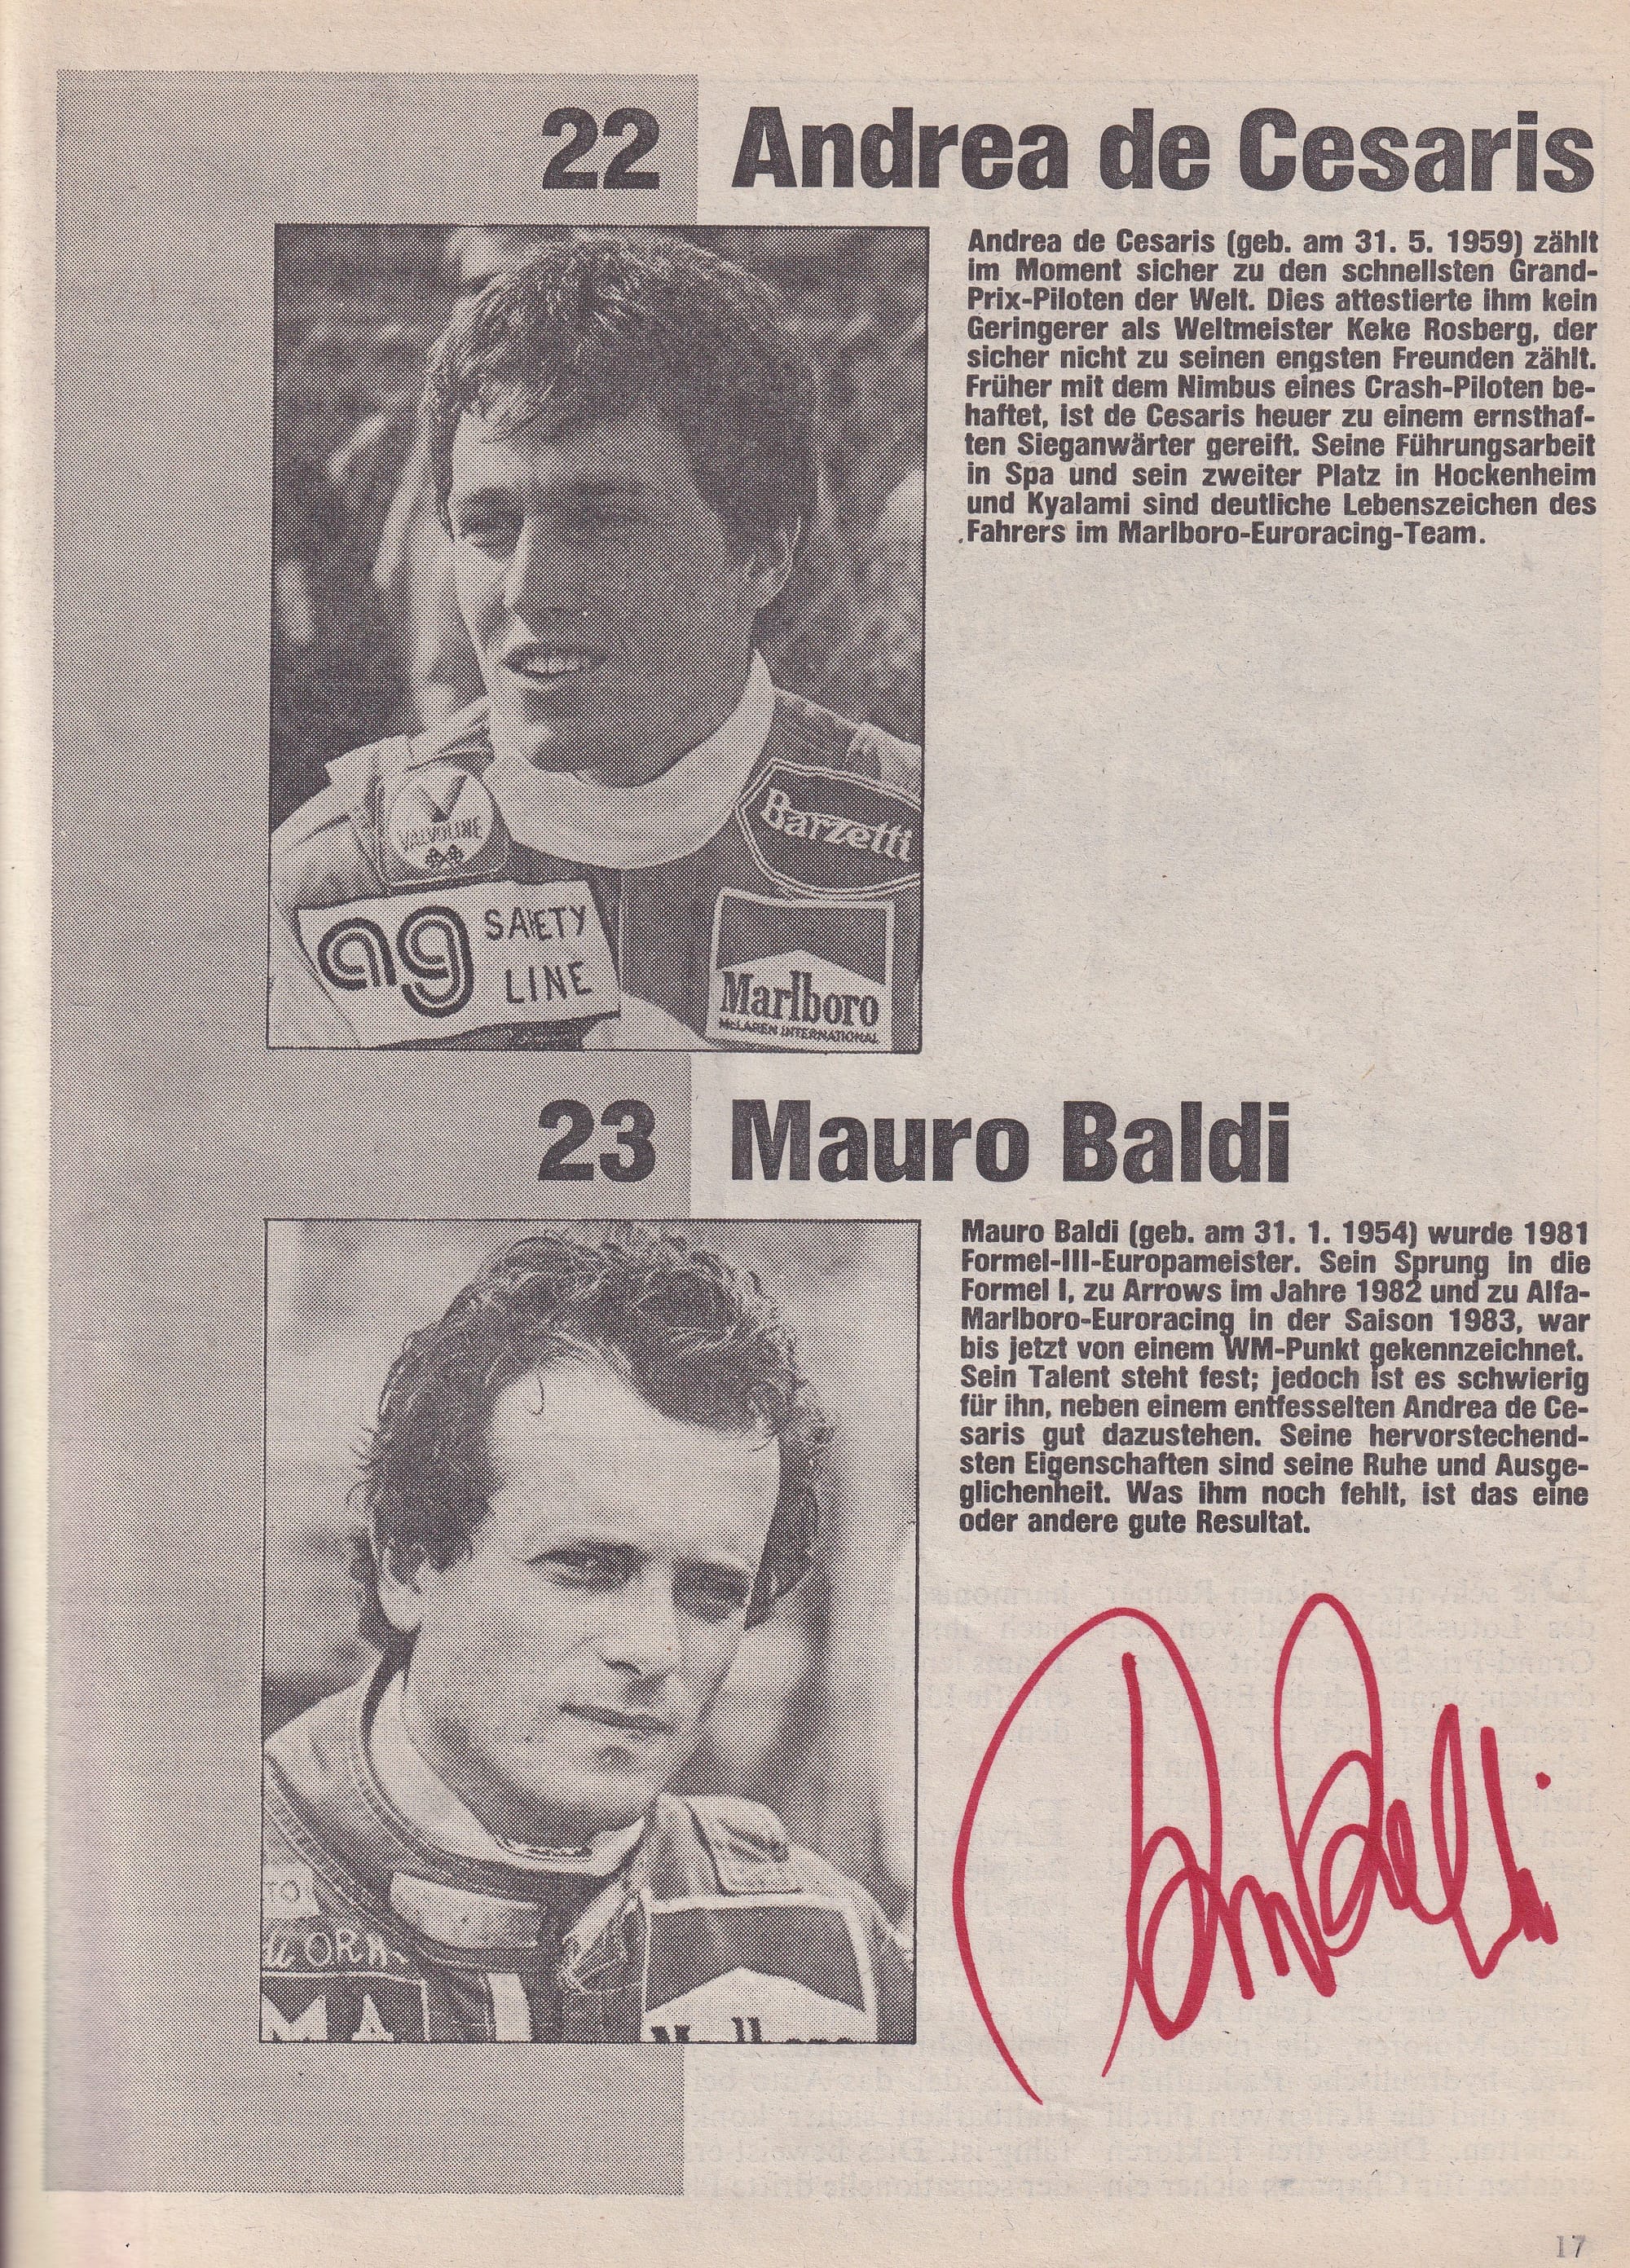 22 Andrea de Cesaris
Andrea de Cesaris (geb. am 31. 5. 1959) zählt
im Moment sicher zu den schnellsten Grand-
Prix-Piloten der Welt. Dies attestierte ihm kein
Geringerer als Weltmeister Keke Rosberg, der
sicher nicht zu seinen engsten Freunden zählt.
Früher mit dem Nimbus eines Crash-Piloten be-
haftet, ist de Cesaris heuer zu einem ernsthaf-
ten Sieganwärter gereift. Seine Führungsarbeit
in Spa und sein zweiter Platz in Hockenheim
und Kyalami sind deutliche Lebenszeichen des
Fahrers im Marlboro-Euroracing-Team.
VALVOLINE
Barzetti
ag SAFETY
LINE
Marlboro
McLAREN INTERNATIONAL
23 Mauro Baldi
Mauro Baldi (geb. am 31. 1. 1954) wurde 1981
Formel-III-Europameister. Sein Sprung in die
Formel I, zu Arrows im Jahre 1982 und zu Alfa-
Marlboro-Euroracing in der Saison 1983, war
bis jetzt von einem WM-Punkt gekennzeichnet.
Sein Talent steht fest; jedoch ist es schwierig
für ihn, neben einem entfesselten Andrea de Ce-
saris gut dazustehen. Seine hervorstechend-
sten Eigenschaften sind seine Ruhe und Ausge-
glichenheit. Was ihm noch fehlt, ist das eine
oder andere gute Resultat.
TO
MA
Marlboro
17